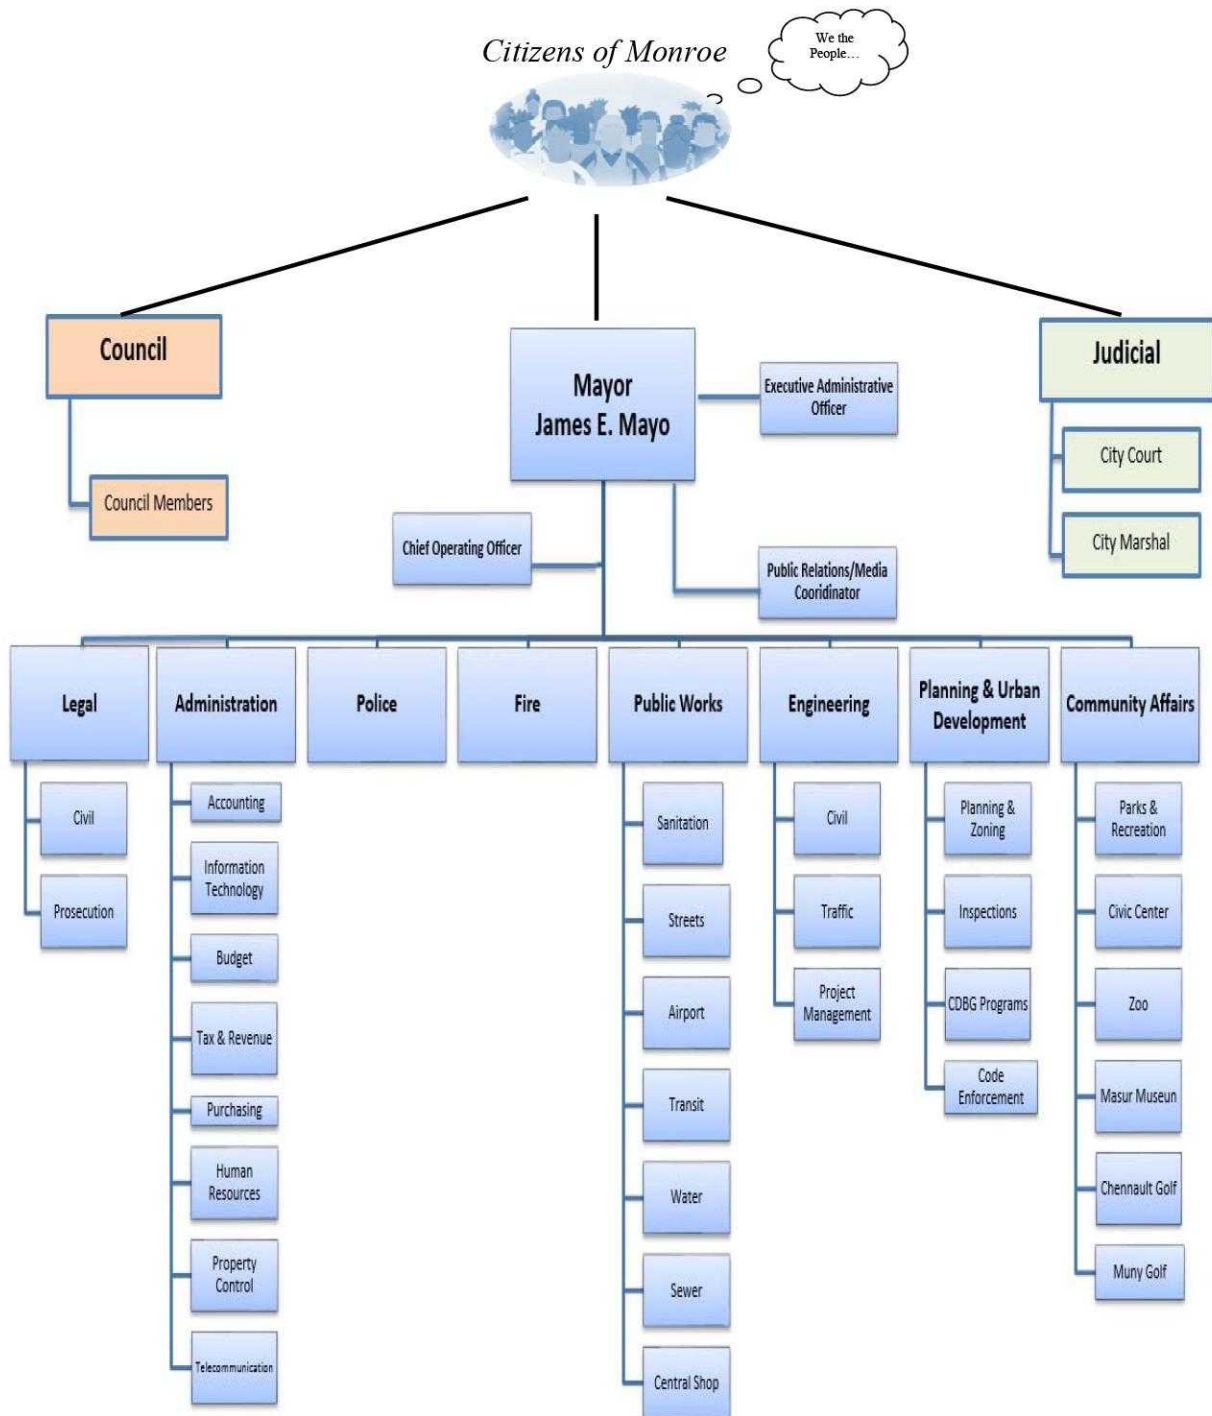 Citizens of Monroe
We the
People...
Council
Council Members
Mayor
James E. Mayo
Executive Administrative
Officer
Chief Operating Officer
Public Relations/Media
Cooridinator
Judicial
City Court
City Marshal
Legal
Civil
Prosecution
Administration
Accounting
Information
Technology
Budget
Tax & Revenue
Purchasing
Human
Resources
Property
Control
Telecommunication
Police
Fire
Public Works
Sanitation
Streets
Airport
Transit
Water
Sewer
Central Shop
Engineering
Civil
Traffic
Project
Management
Planning & Urban
Development
Planning &
Zoning
Inspections
CDBG Programs
Code
Enforcement
Community Affairs
Parks &
Recreation
Civic Center
Zoo
Masur Museun
Chennault Golf
Muny Golf